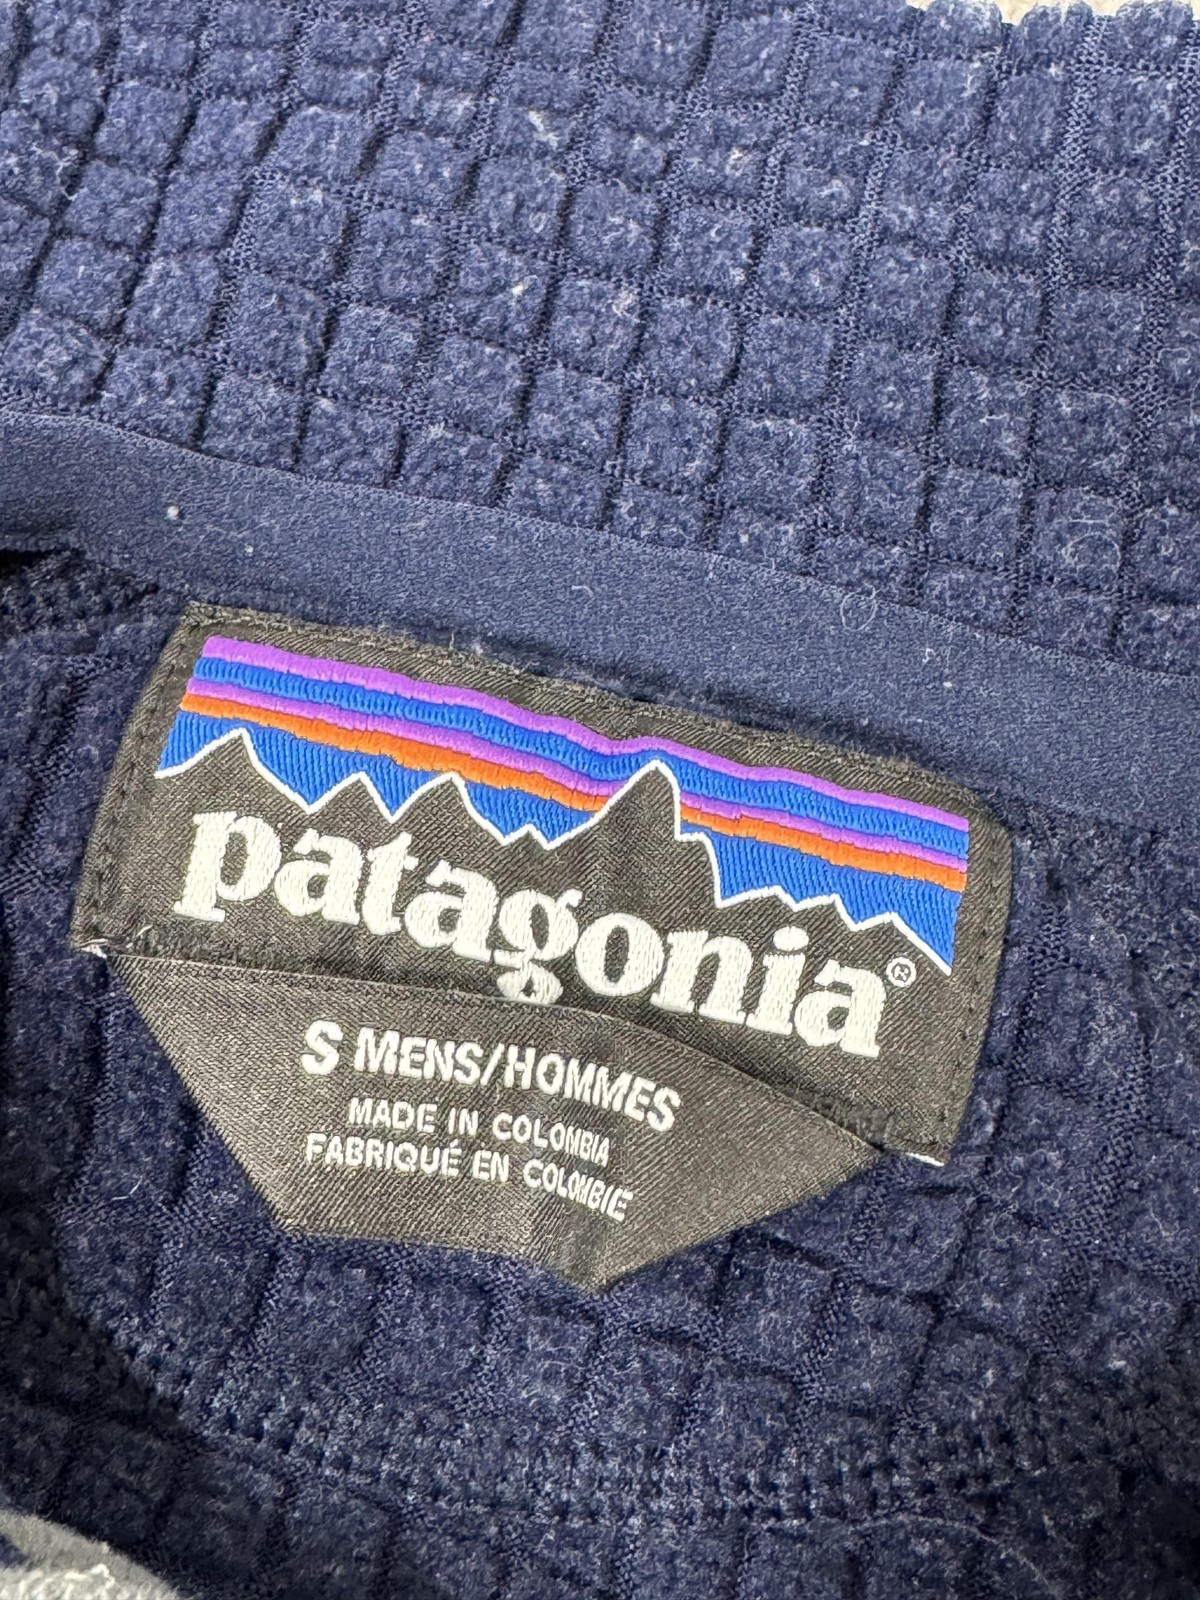 patagonia®
S MENS/HOMMES
MADE IN COLOMBIA
FABRIQUÉ EN COLOMBIE